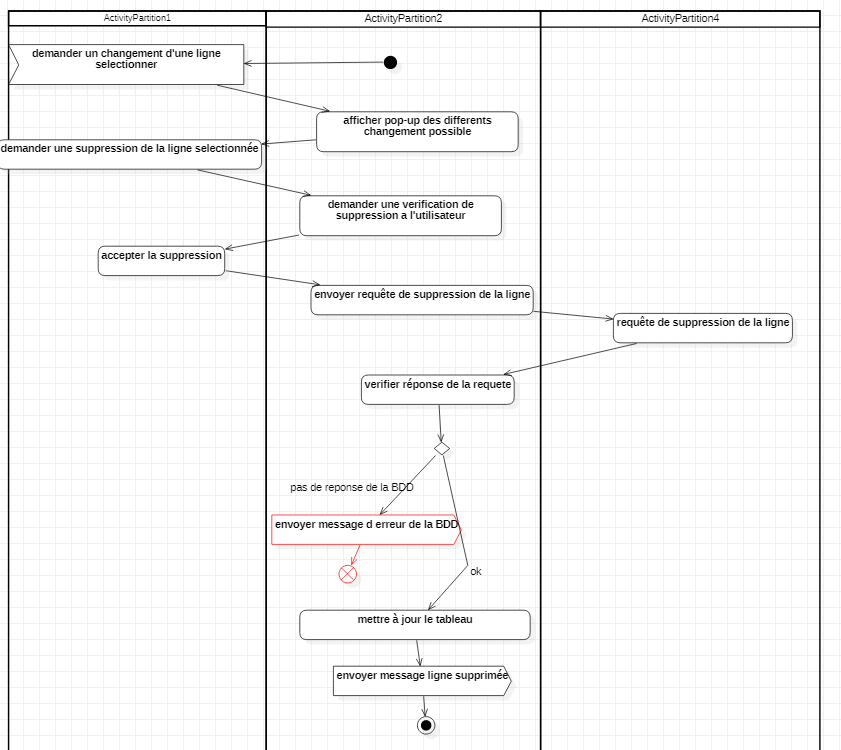 ActivityPartition1
ActivityPartition2
ActivityPartition4
demander un changement d'une ligne
selectionner
afficher pop-up des differents
changement possible
demander une suppression de la ligne selectionnée
demander une verification de
suppression a l'utilisateur
accepter la suppression
envoyer requête de suppression de la ligne
requête de suppression de la ligne
verifier réponse de la requete
pas de reponse de la BDD
envoyer message d erreur de la BDD
ok
mettre à jour le tableau
envoyer message ligne supprimée